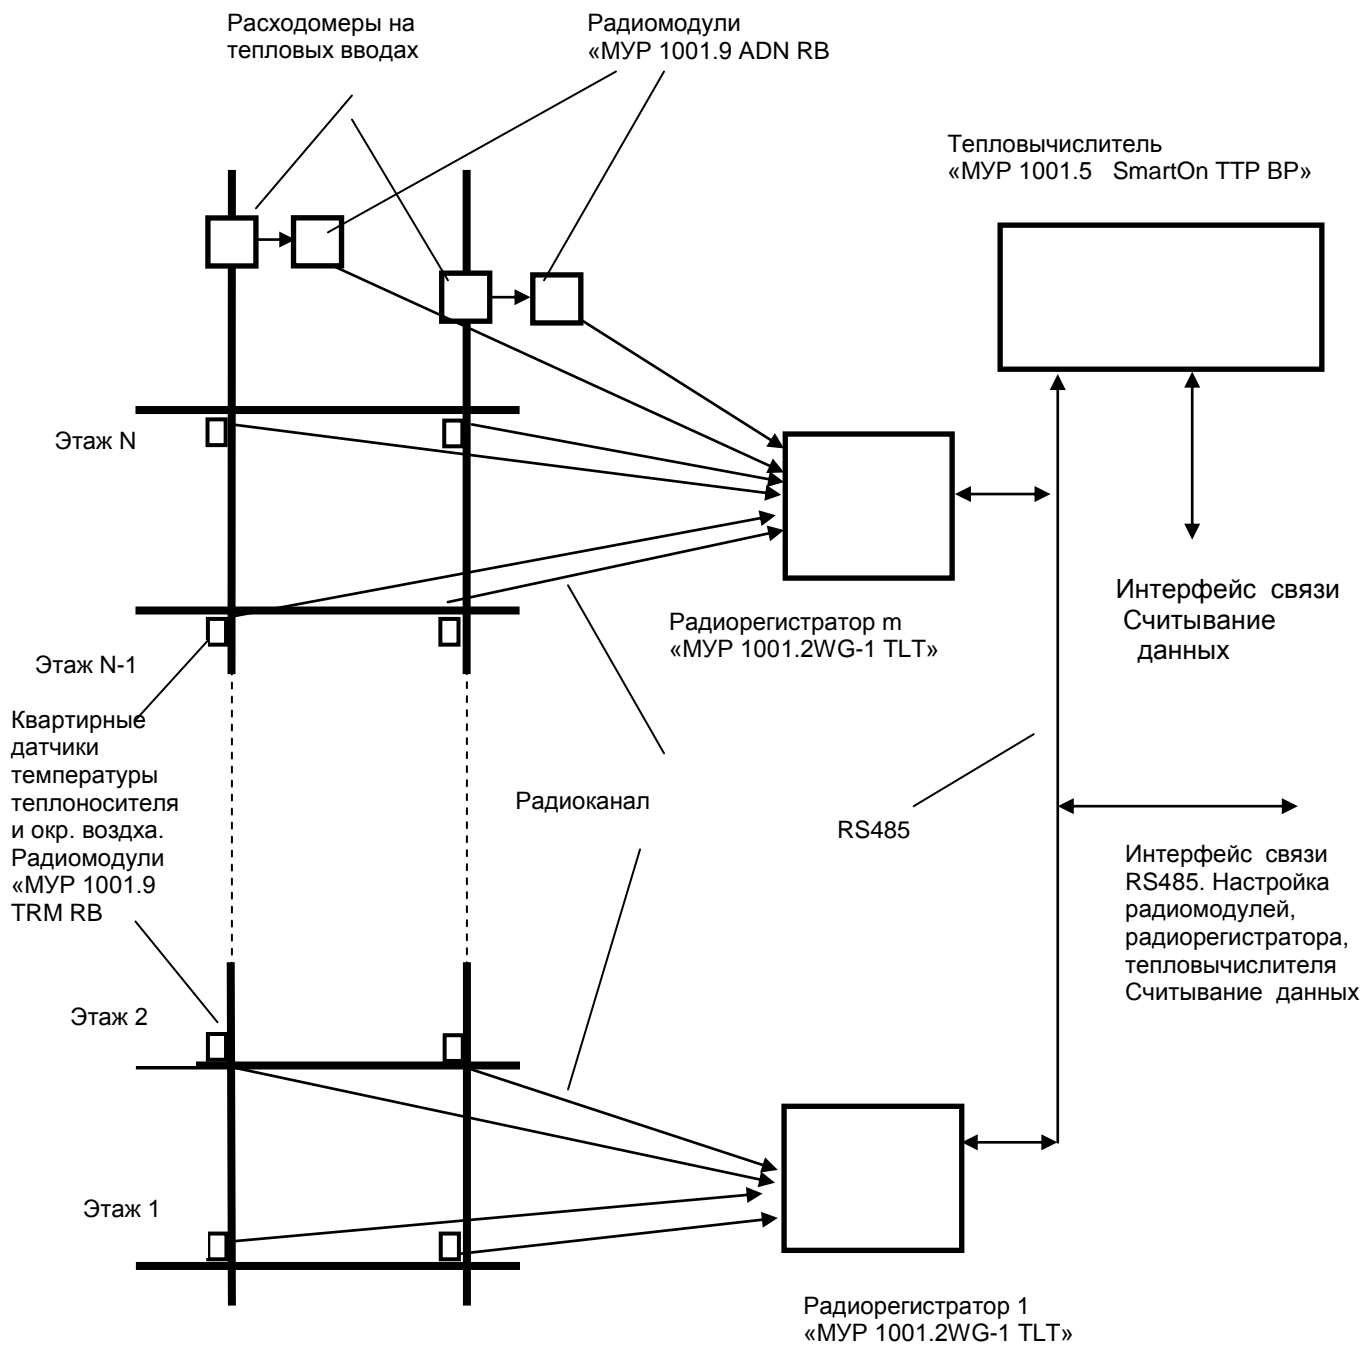 Расходомеры на
тепловых вводах
Радиомодули
«МУР 1001.9 ADN RB
Тепловычислитель
«МУР 1001.5 SmartOn TTP BP»
Этаж N
Этаж N-1
Радиорегистратор m
«МУР 1001.2WG-1 TLT»
Интерфейс связи
Считывание
данных
Квартирные
датчики
температуры
теплоносителя
и окр. воздха.
Радиомодули
«МУР 1001.9
TRM RB
Радиоканал
RS485
Интерфейс связи
RS485. Настройка
радиомодулей,
радиорегистратора,
тепловычислителя
Считывание данных
Этаж 2
Этаж 1
Радиорегистратор 1
«МУР 1001.2WG-1 TLT»